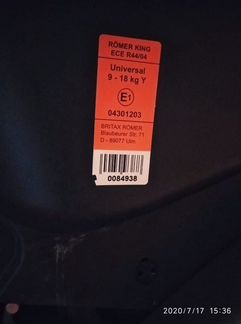 RÖMER KING
ECE R44/04
Universal
9 - 18 kg Y
E1
04301203
BRITAX RÖMER
Blaubeurer Str. 71
D - 89077 Ulm
0084938
2020/7/17 15:36